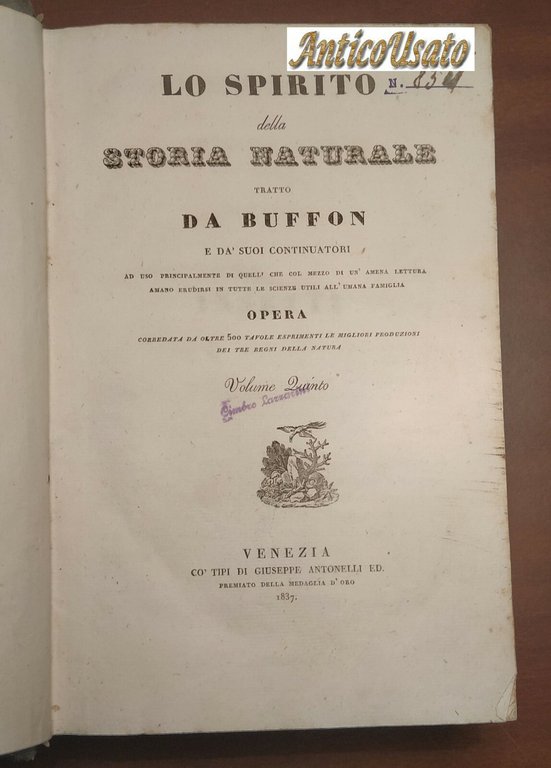 AnticoUsato
LO SPIRITO
N. 834
della
STORIA NATURALE
TRATTO
DA BUFFON
E DA' SUOI CONTINUATORI
AD USO PRINCIPALMENTE DI QUELLI CHE COL MEZZO DI UN' AMENA LETTURA
AMANO ERUDIRSI IN TUTTE LE SCIENZE UTILI ALL' UMANA FAMIGLIA
OPERA
CORREDATA DA OLTRE 500 TAVOLE ESPRIMENTI LE MIGLIORI PRODUZIONI
DEI TRE REGNI DELLA NATURA
Volume Quinto
VENEZIA
CO' TIPI DI GIUSEPPE ANTONELLI ED.
PREMIATO DELLA MEDAGLIA D' ORO
1837.